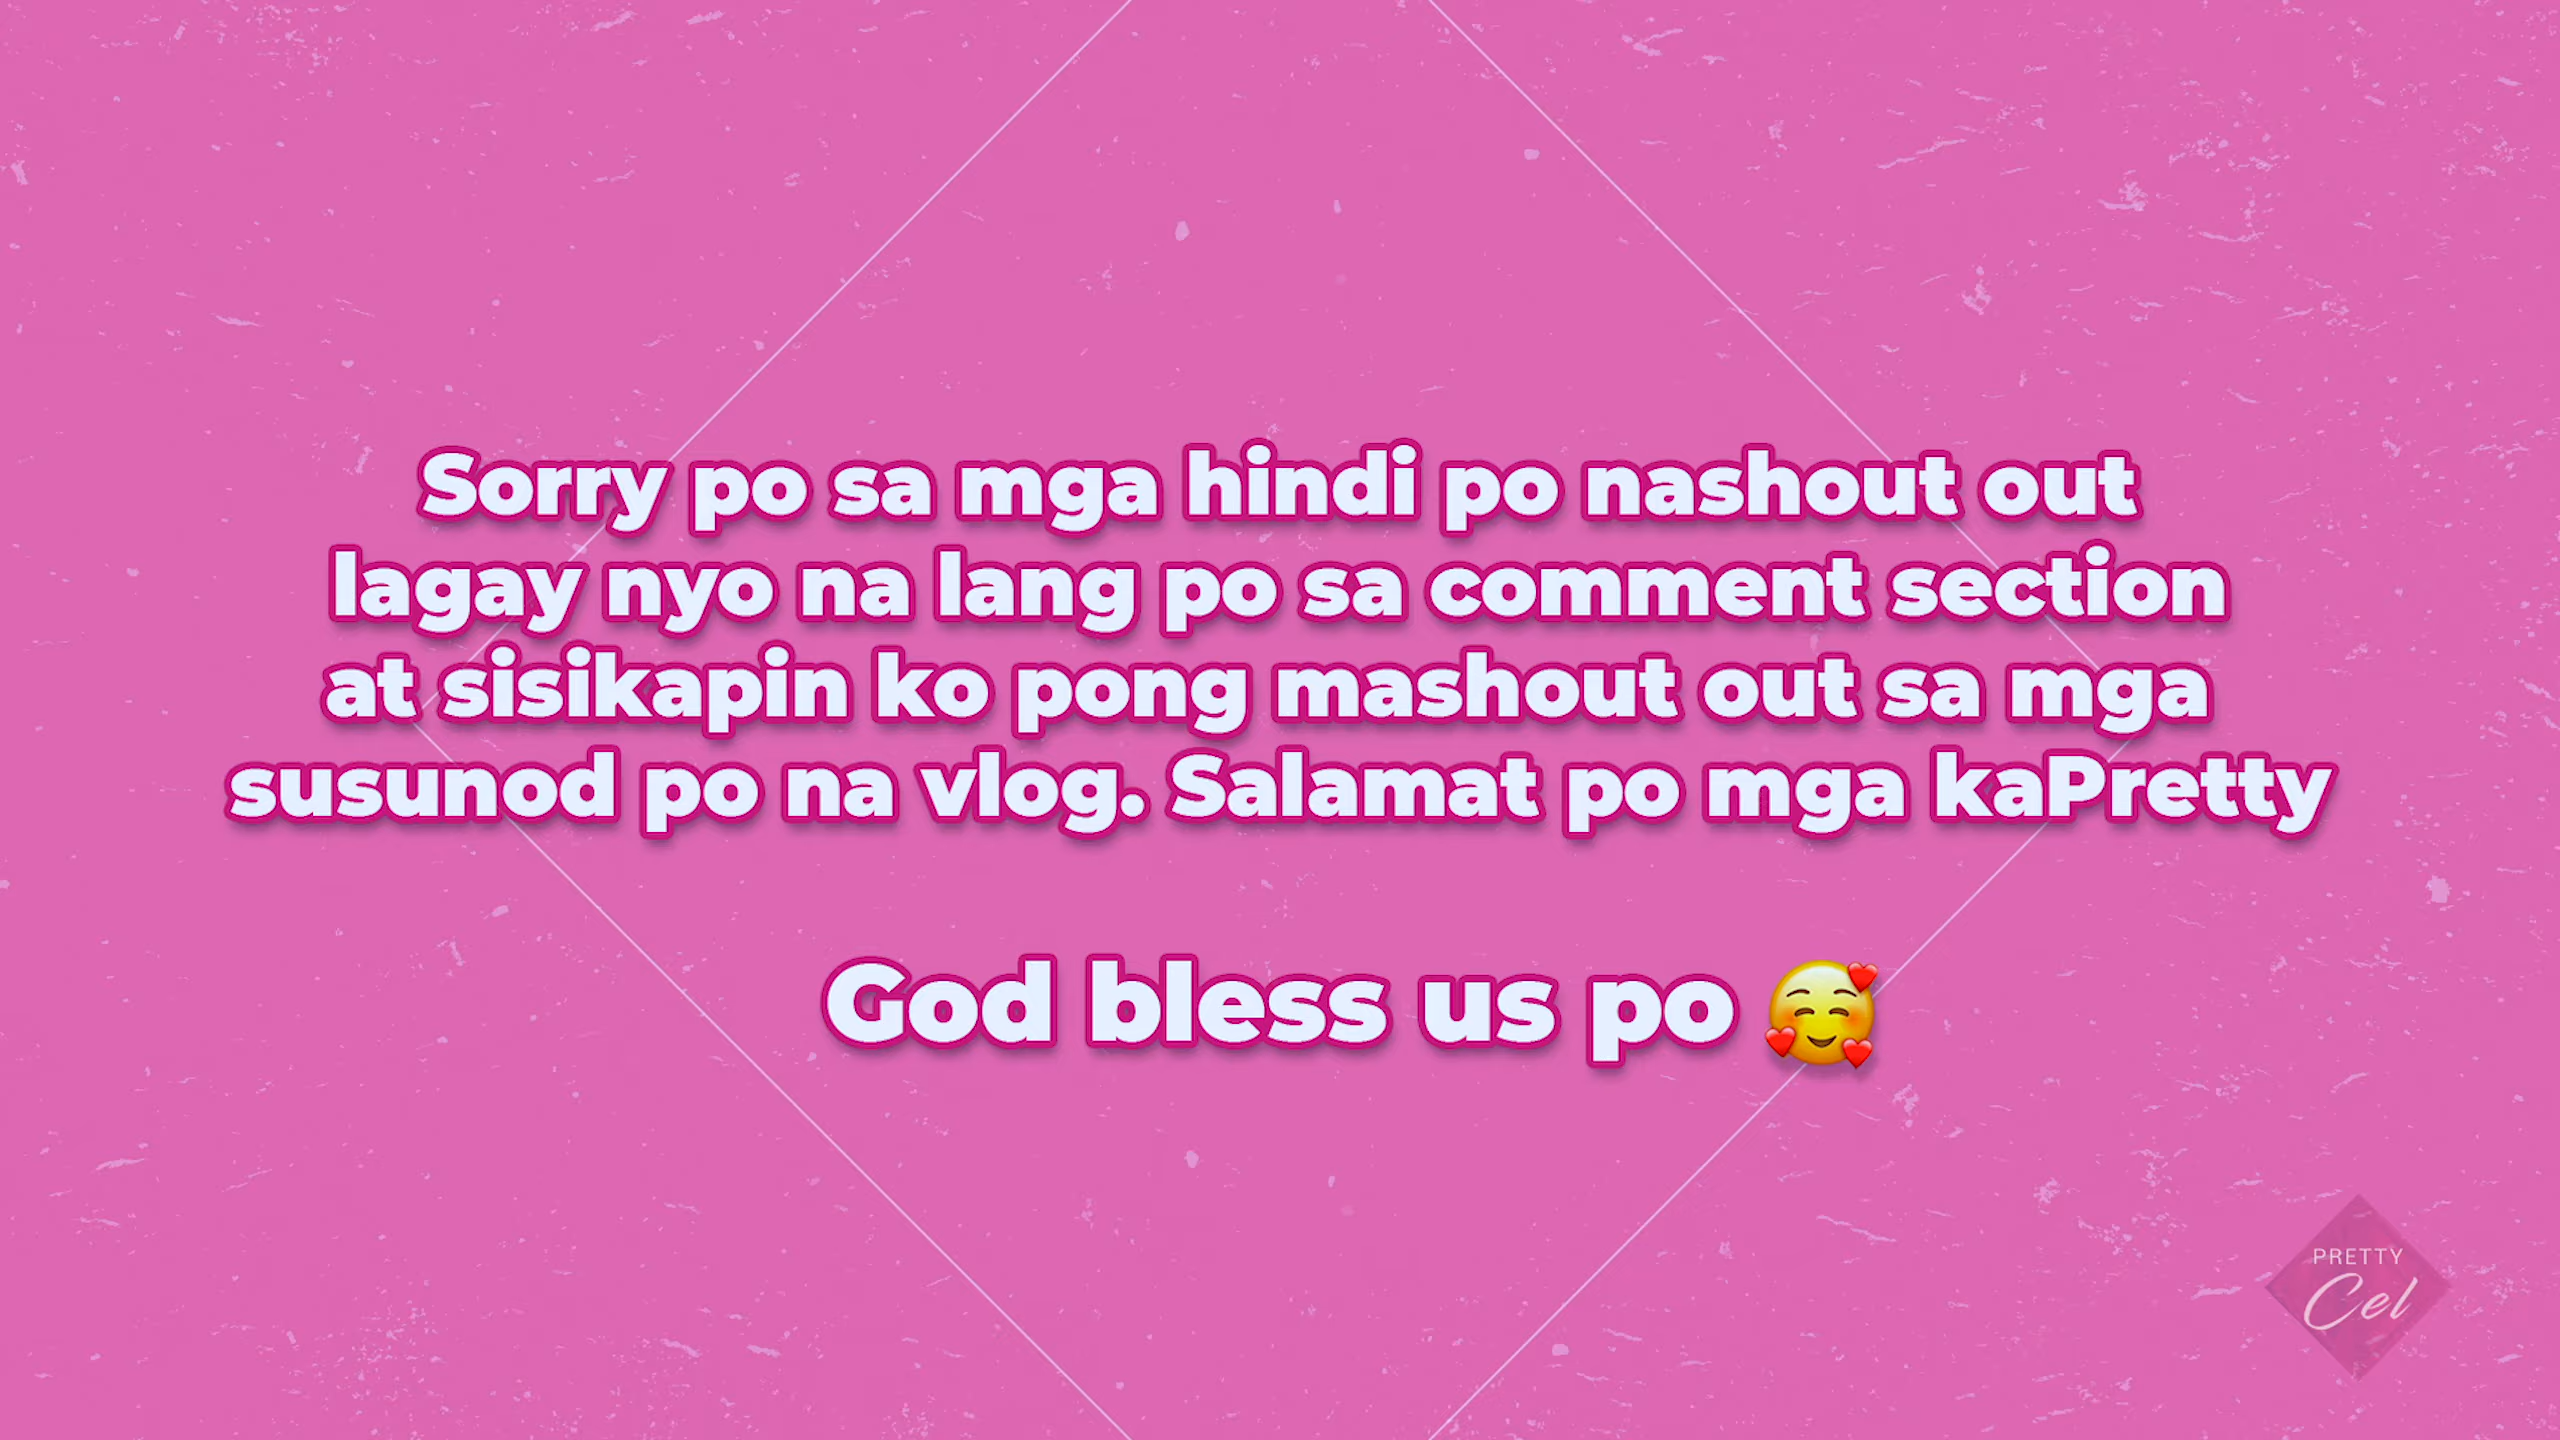 Sorry po sa mga hindi po nashout out
lagay nyo na lang po sa comment section
at sisikapin ko pong mashout out sa mga
susunod po na vlog. Salamat po mga kaPretty
God bless us po 🥰
PRETTY
Cel